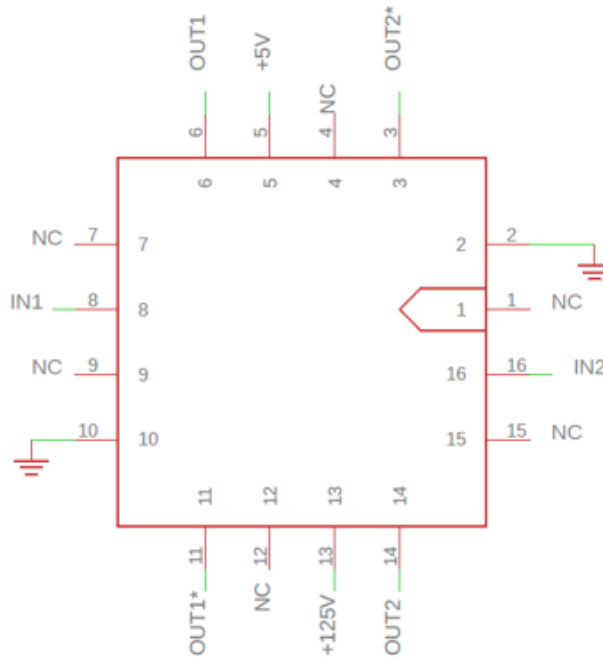 OUT1 +5V NC OUT2*
6 5 4 3
6 5 4 3
NC 7 7 2 2
IN1 8 8 1 1 NC
NC 9 9 16 16 IN2
10 10 15 15 NC
11 12 13 14
11 12 13 14
OUT1* NC +125V OUT2